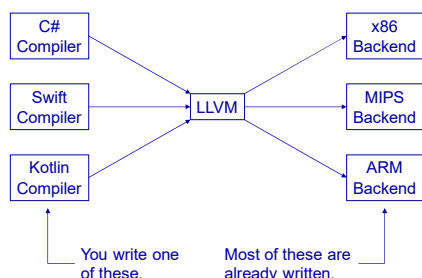 C#
Compiler
Swift
Compiler
Kotlin
Compiler
LLVM
x86
Backend
MIPS
Backend
ARM
Backend
You write one
of these.
Most of these are
already written.